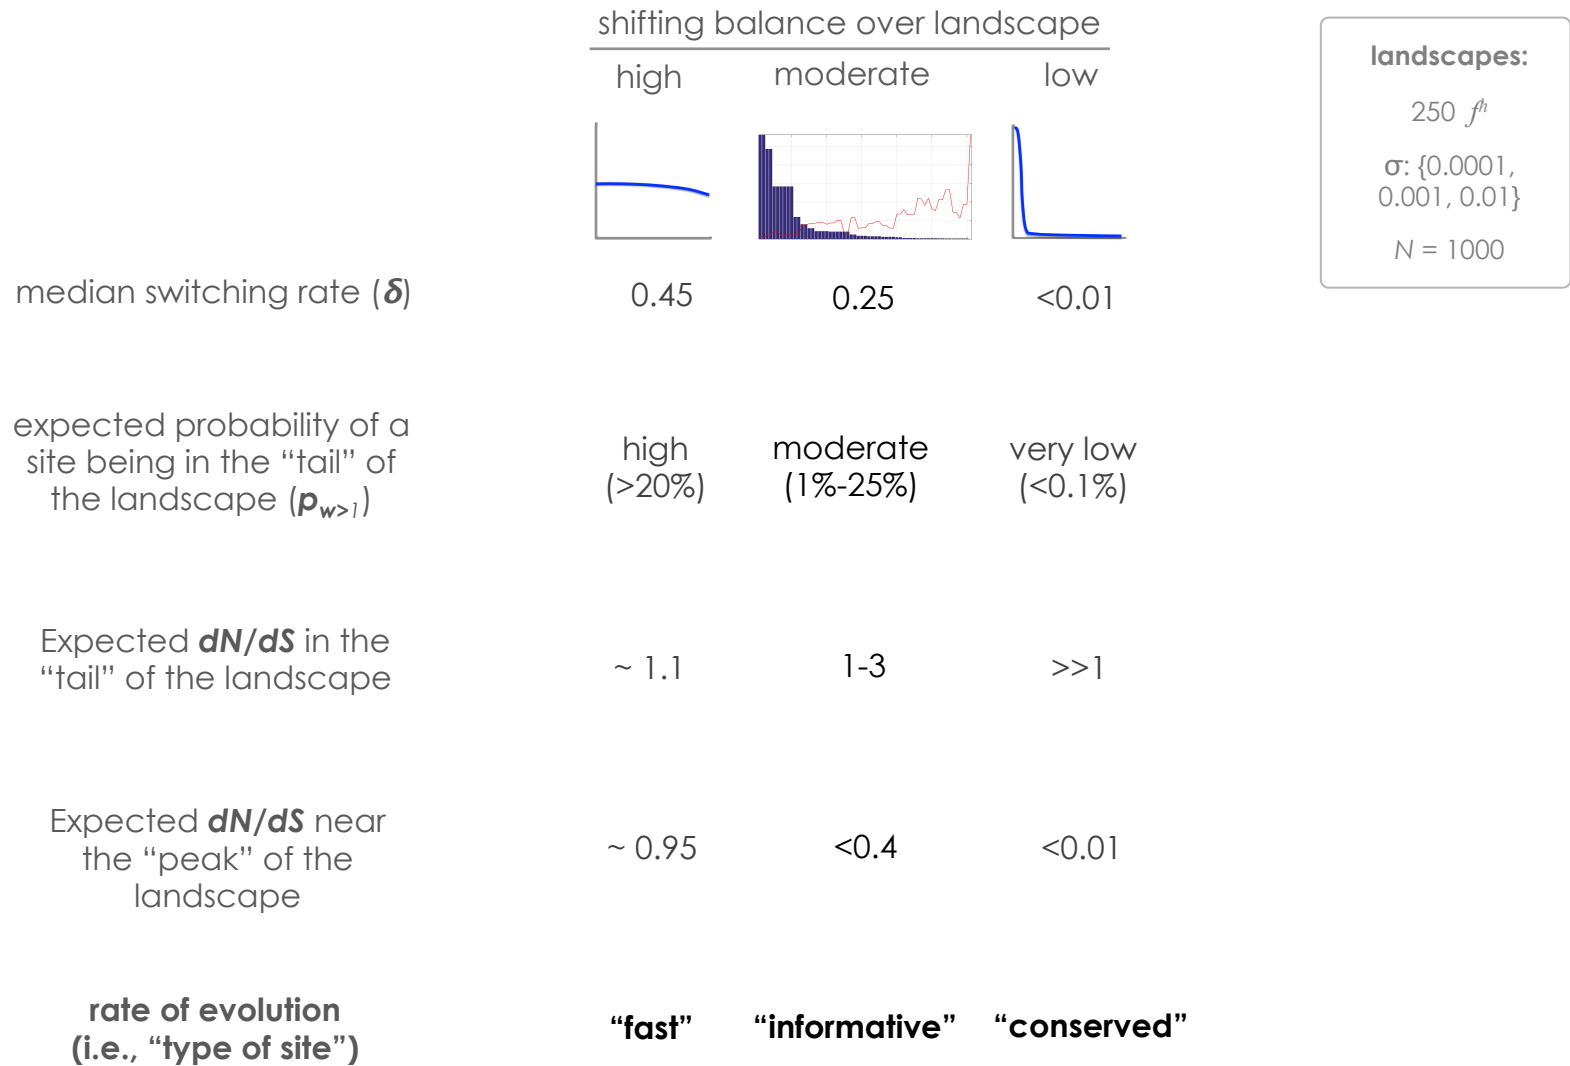 shifting balance over landscape
high moderate low
landscapes:
250 fʰ
σ: {0.0001,
0.001, 0.01}
N = 1000
median switching rate (δ) 0.45 0.25 <0.01
expected probability of a
site being in the “tail” of
the landscape (pw>1)
high
(>20%)
moderate
(1%-25%)
very low
(<0.1%)
Expected dN/dS in the
“tail” of the landscape
~ 1.1 1-3 >>1
Expected dN/dS near
the “peak” of the
landscape
~ 0.95 <0.4 <0.01
rate of evolution
(i.e., “type of site”)
“fast” “informative” “conserved”